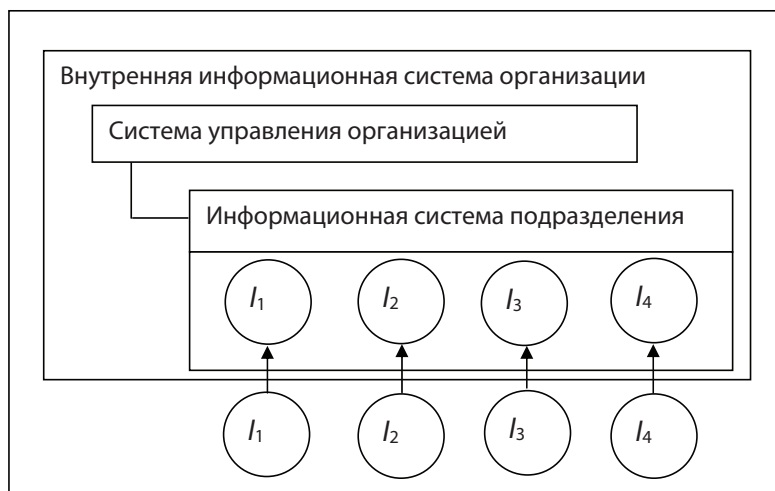 Внутренняя информационная система организации
Система управления организацией
Информационная система подразделения
I1 I2 I3 I4
I1 I2 I3 I4